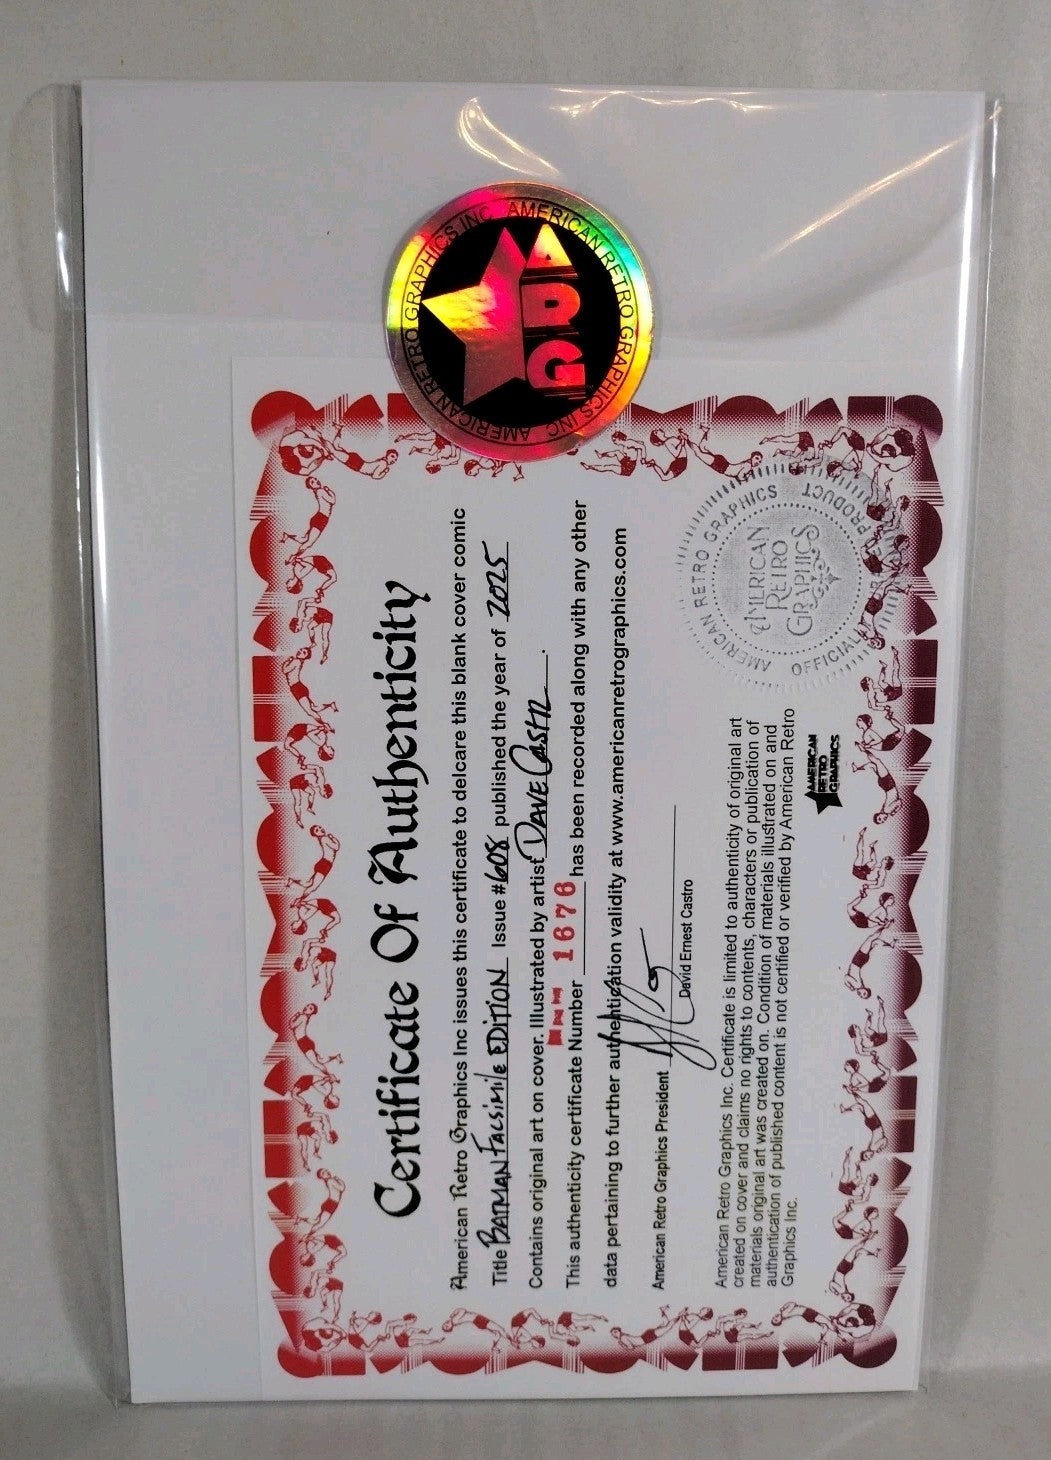 AMERICAN RETRO GRAPHICS INC. AMERICAN RETRO GRAPHICS INC
ARG
Certificate Of Authenticity
American Retro Graphics Inc issues this certificate to delcare this blank cover comic
Title BATMAN FACSIMILE EDITION Issue #608 published the year of 2025
Contains original art on cover. Illustrated by artist DAVE CASTR.
This authenticity certificate Number 1676 has been recorded along with any other
data pertaining to further authentication validity at www.americanretrographics.com
American Retro Graphics President
David Ernest Castro
American Retro Graphics Inc. Certificate is limited to authenticity of original art
created on cover and claims no rights to contents, characters or publication of
materials original art was created on. Condition of materials illustrated on and
authentication of published content is not certified or verified by American Retro
Graphics Inc.
AMERICAN
RETRO
GRAPHICS
AMERICAN RETRO GRAPHICS
OFFICIAL PRODUCT
AMERICAN
RETRO
GRAPHICS